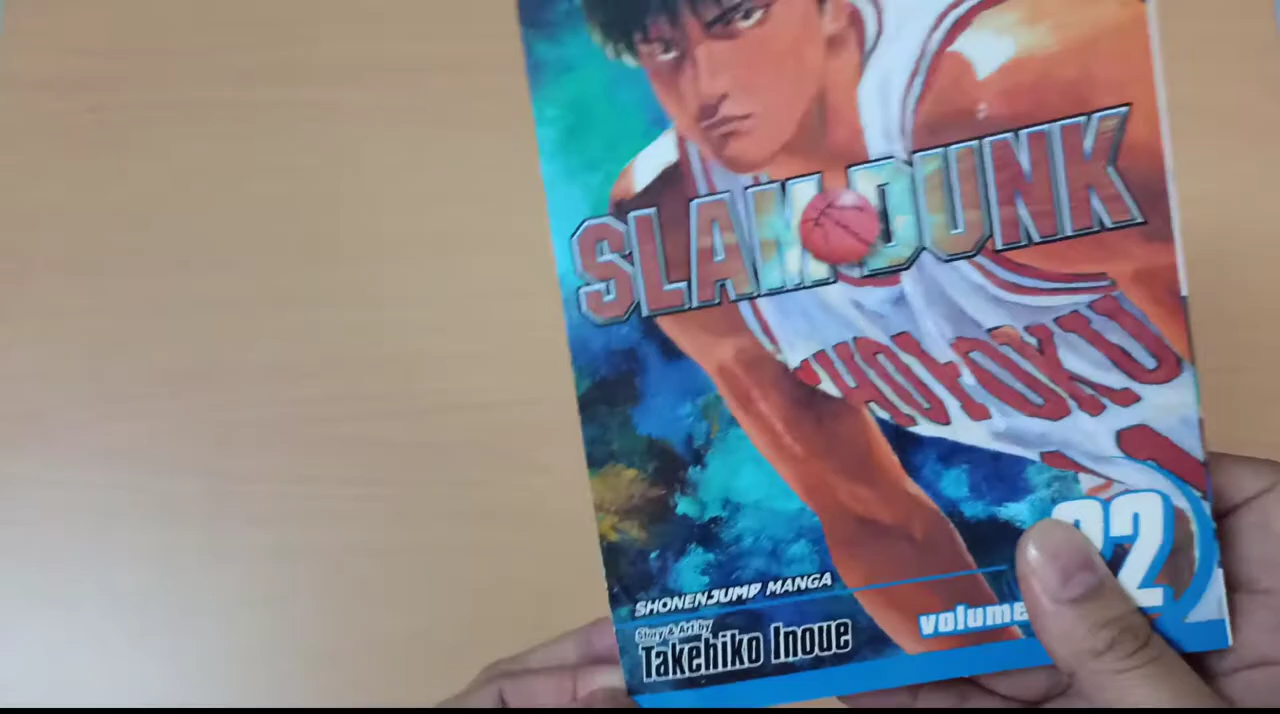 SLAM DUNK
SHOHOKU
22
SHONEN JUMP MANGA
Story & Art by
Takehiko Inoue
volume